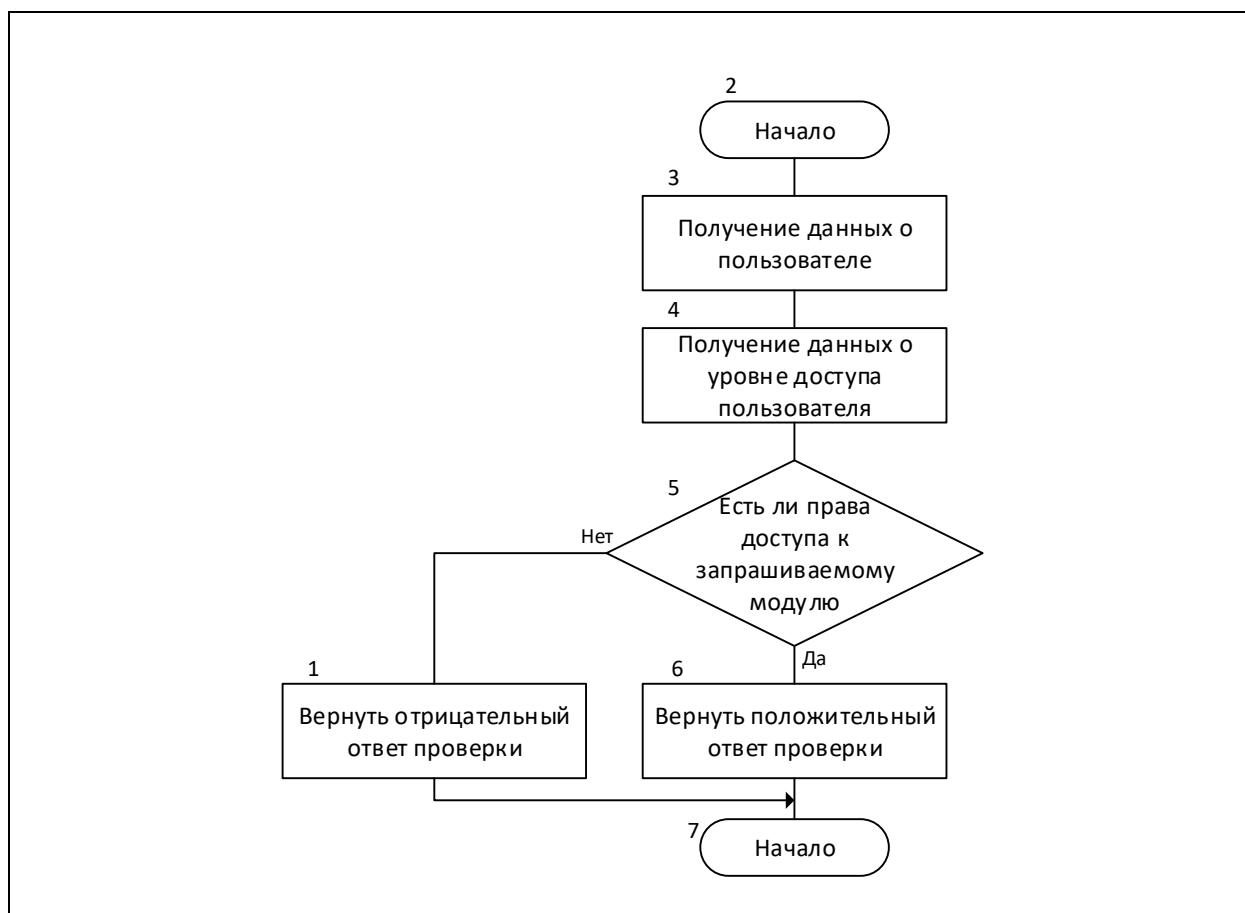 2
Начало
3
Получение данных о
пользователе
4
Получение данных о
уровне доступа
пользователя
5
Есть ли права
доступа к
запрашиваемому
модулю
Нет
Да
1
Вернуть отрицательный
ответ проверки
6
Вернуть положительный
ответ проверки
7
Начало